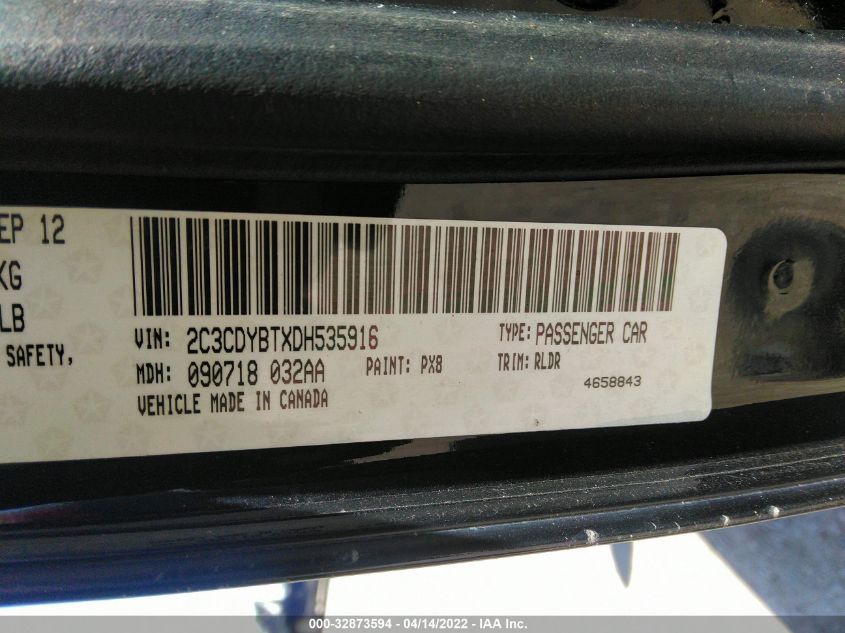 EP 12
KG
LB
SAFETY,
VIN: 2C3CDYBTXDH535916 TYPE: PASSENGER CAR
MDH: 090718 032AA PAINT: PX8 TRIM: RLDR
VEHICLE MADE IN CANADA 4658843
000-32873594 - 04/14/2022 - IAA Inc.